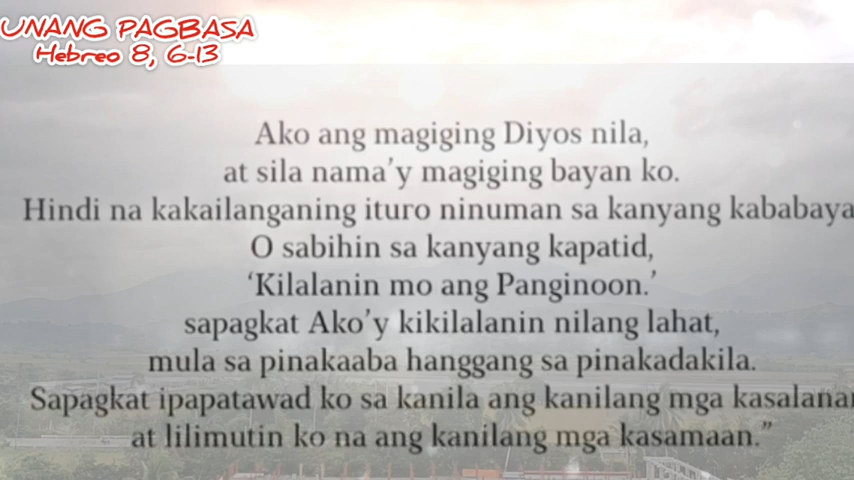 UNANG PAGBASA
Hebreo 8, 6-13
Ako ang magiging Diyos nila,
at sila nama’y magiging bayan ko.
Hindi na kakailanganing ituro ninuman sa kanyang kababaya
O sabihin sa kanyang kapatid,
‘Kilalanin mo ang Panginoon.’
sapagkat Ako’y kikilalanin nilang lahat,
mula sa pinakaaba hanggang sa pinakadakila.
Sapagkat ipapatawad ko sa kanila ang kanilang mga kasalanan
at lilimutin ko na ang kanilang mga kasamaan.”